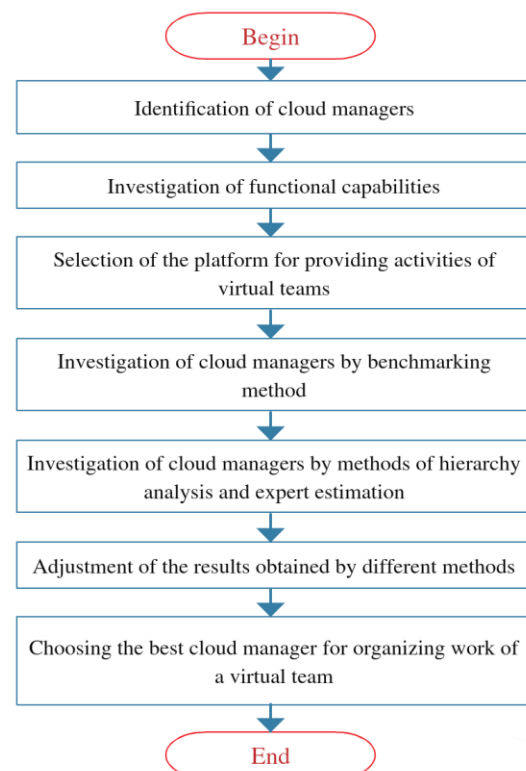 Begin
Identification of cloud managers
Investigation of functional capabilities
Selection of the platform for providing activities of
virtual teams
Investigation of cloud managers by benchmarking
method
Investigation of cloud managers by methods of hierarchy
analysis and expert estimation
Adjustment of the results obtained by different methods
Choosing the best cloud manager for organizing work of
a virtual team
End